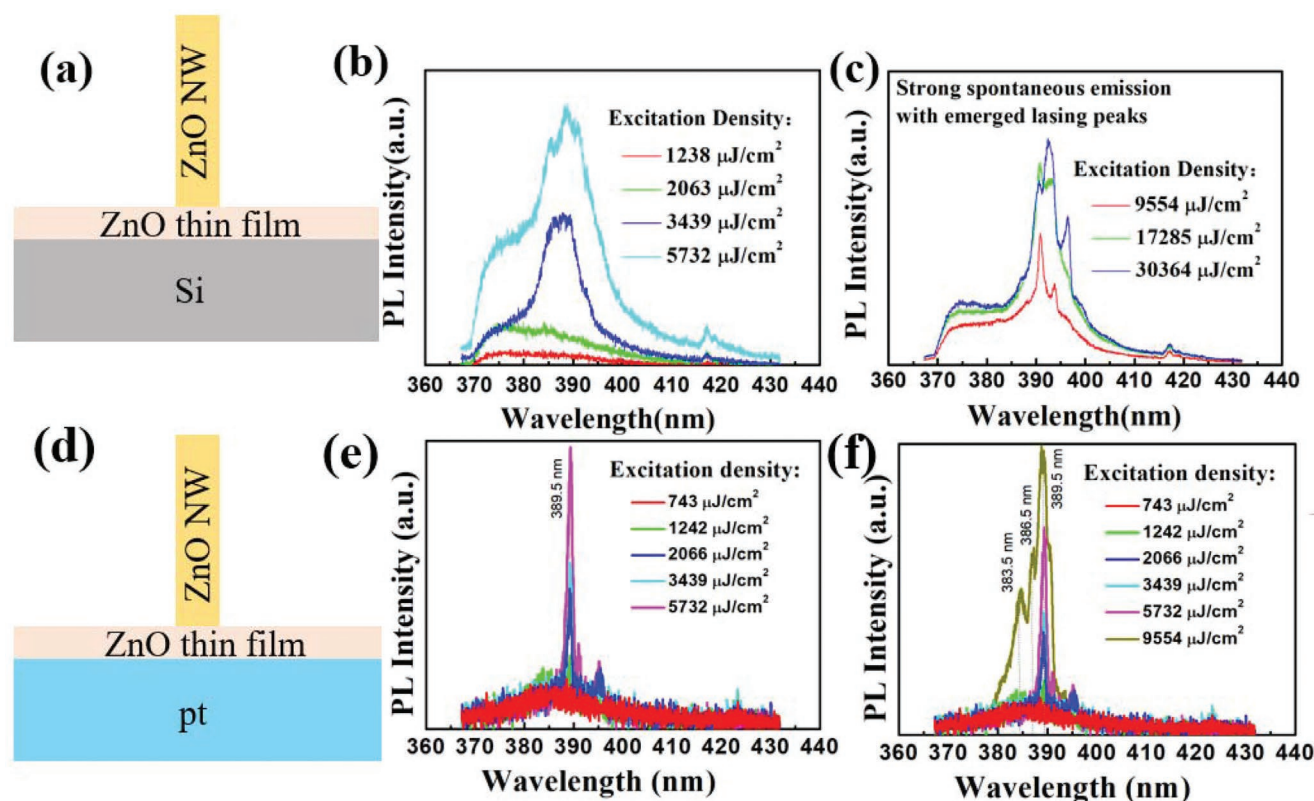 (a)
ZnO NW
ZnO thin film
Si
(b)
PL Intensity(a.u.)
Excitation Density:
1238 μJ/cm²
2063 μJ/cm²
3439 μJ/cm²
5732 μJ/cm²
360 370 380 390 400 410 420 430 440
Wavelength(nm)
(c)
PL Intensity(a.u.)
Strong spontaneous emission
with emerged lasing peaks
Excitation Density:
9554 μJ/cm²
17285 μJ/cm²
30364 μJ/cm²
360 370 380 390 400 410 420 430 440
Wavelength(nm)
(d)
ZnO NW
ZnO thin film
pt
(e)
PL Intensity (a.u.)
389.5 nm
Excitation density:
743 μJ/cm²
1242 μJ/cm²
2066 μJ/cm²
3439 μJ/cm²
5732 μJ/cm²
360 370 380 390 400 410 420 430 440
Wavelength (nm)
(f)
PL Intensity (a.u.)
383.5 nm
386.5 nm
389.5 nm
Excitation density:
743 μJ/cm²
1242 μJ/cm²
2066 μJ/cm²
3439 μJ/cm²
5732 μJ/cm²
9554 μJ/cm²
360 370 380 390 400 410 420 430 440
Wavelength (nm)